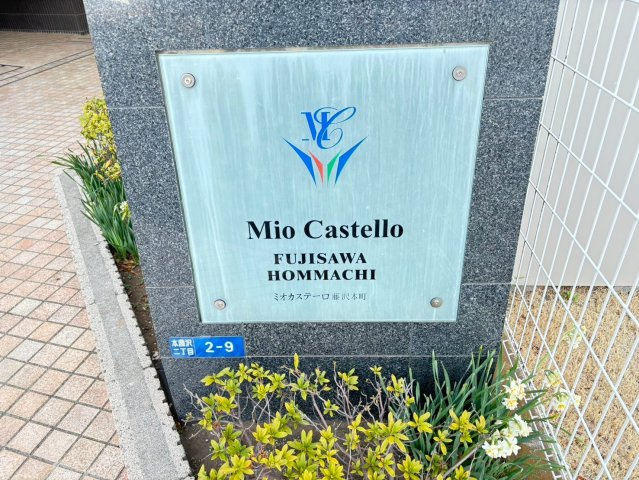 MC
Mio Castello
FUJISAWA
HOMMACHI
ミオカステーロ藤沢本町
本藤沢
二丁目
2-9